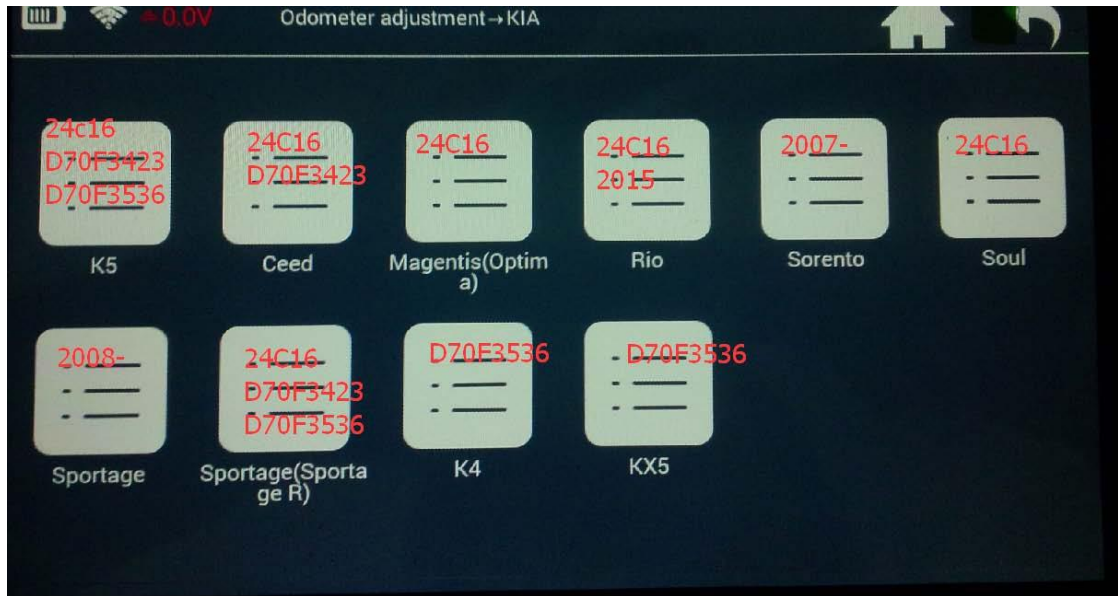 0.0V Odometer adjustment→KIA
24c16 24C16 24C16 24C16 2007- 24C16
D70F3423 D70F3423 2015
D70F3536
K5 Ceed Magentis(Optim Rio Sorento Soul
a)
2008- 24C16 D70F3536 D70F3536
D70F3423
D70F3536
Sportage Sportage(Sporta K4 KX5
ge R)